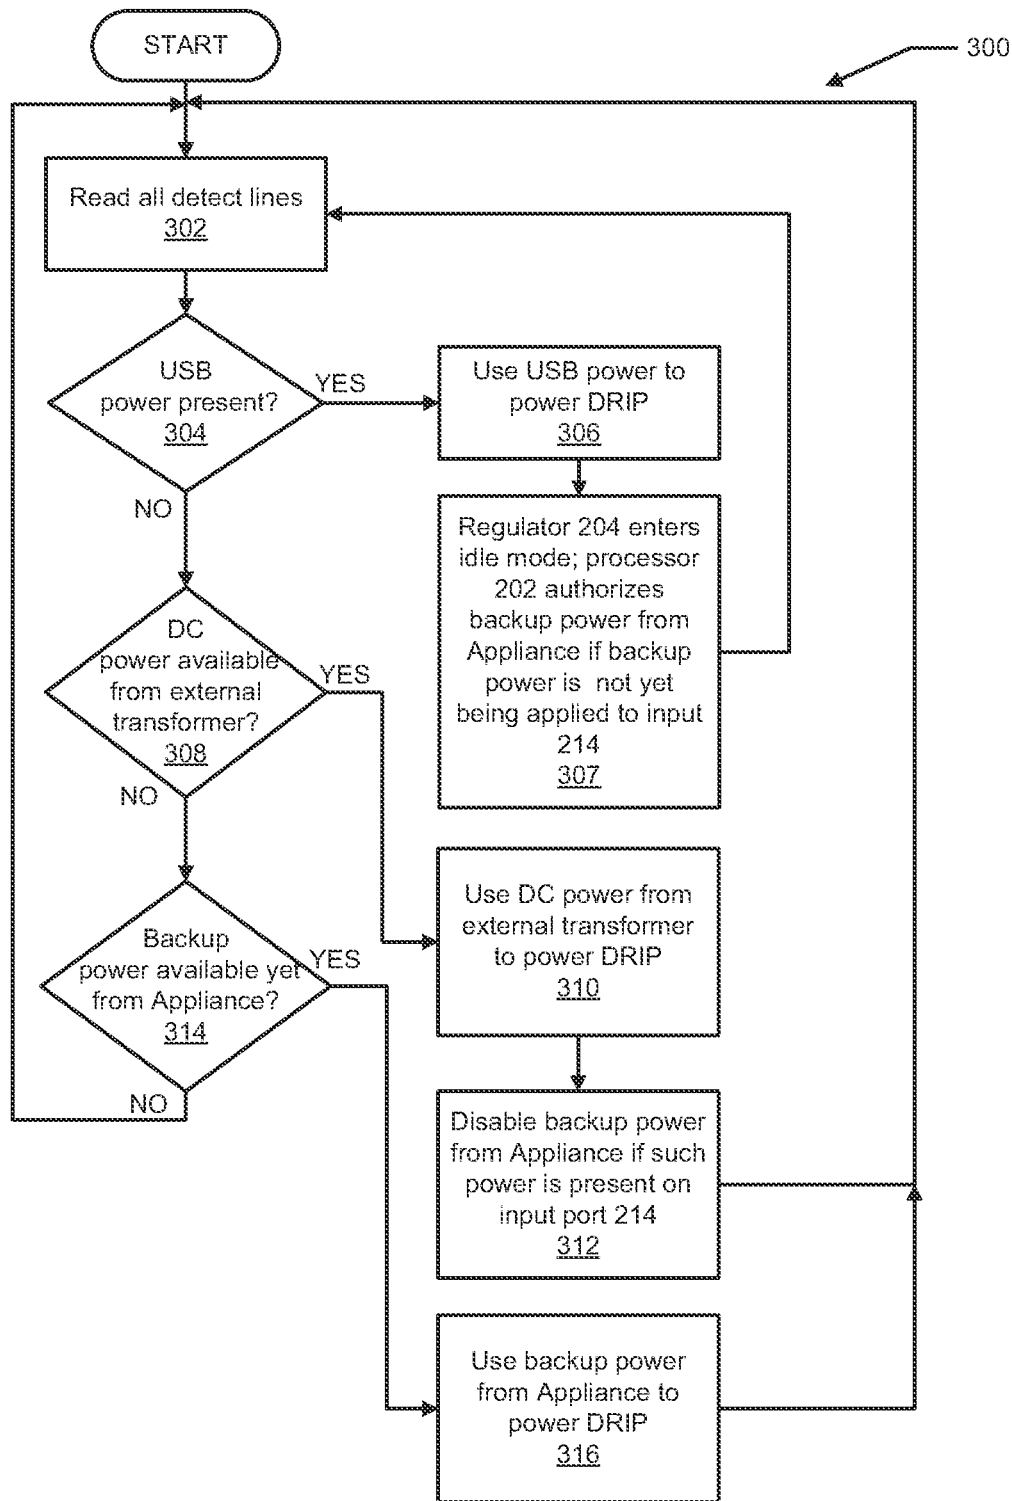 START
300
Read all detect lines
302
USB
power present?
304
YES
NO
Use USB power to
power DRIP
306
Regulator 204 enters
idle mode; processor
202 authorizes
backup power from
Appliance if backup
power is not yet
being applied to input
214
307
DC
power available
from external
transformer?
308
YES
NO
Use DC power from
external transformer
to power DRIP
310
Backup
power available yet
from Appliance?
314
YES
NO
Disable backup power
from Appliance if such
power is present on
input port 214
312
Use backup power
from Appliance to
power DRIP
316